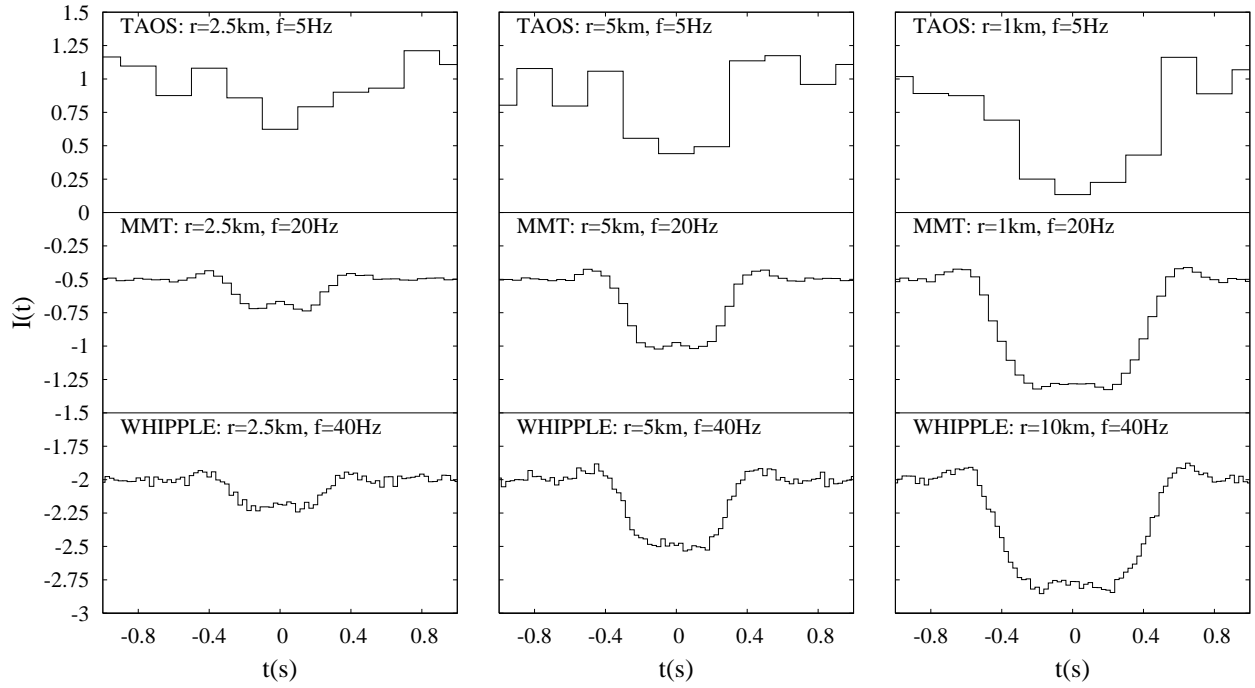 1.5
TAOS: r=2.5km, f=5Hz
TAOS: r=5km, f=5Hz
TAOS: r=1km, f=5Hz
1.25
1
0.75
0.5
0.25
0
MMT: r=2.5km, f=20Hz
MMT: r=5km, f=20Hz
MMT: r=1km, f=20Hz
-0.25
-0.5
-0.75
-1
-1.25
-1.5
I(t)
WHIPPLE: r=2.5km, f=40Hz
WHIPPLE: r=5km, f=40Hz
WHIPPLE: r=10km, f=40Hz
-1.75
-2
-2.25
-2.5
-2.75
-3
-0.8 -0.4 0 0.4 0.8
-0.8 -0.4 0 0.4 0.8
-0.8 -0.4 0 0.4 0.8
t(s)
t(s)
t(s)